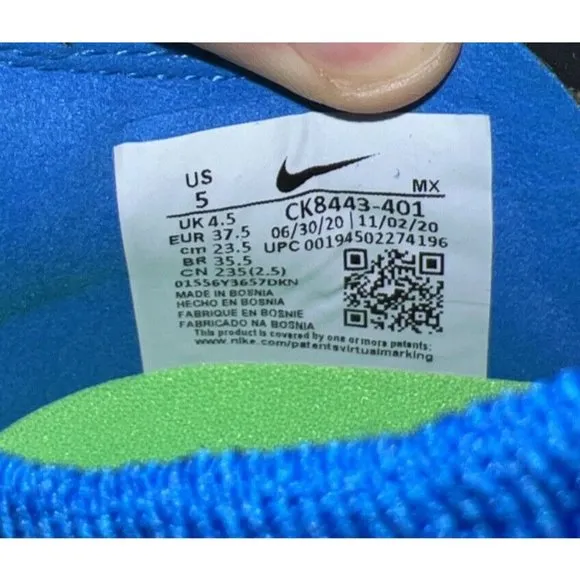 US
5
MX
UK 4.5
EUR 37.5
cm 23.5
BR 35.5
CN 235(2.5)
CK8443-401
06/30/20 | 11/02/20
UPC 00194502274196
01556Y3657DKN
MADE IN BOSNIA
HECHO EN BOSNIA
FABRIQUE EN BOSNIE
FABRICADO NA BOSNIA
This product is covered by one or more patents:
www.nike.com/patentsvirtualmarking